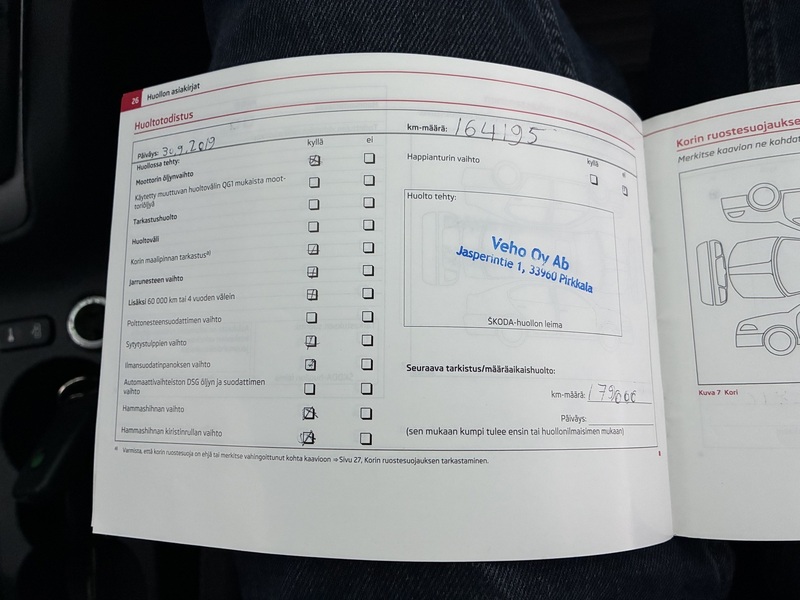 26 Huollon asiakirjat
Huoltotodistus
Päiväys: 30.9.2019 kyllä ei
Huollossa tehty:
Moottorin öljynvaihto
Käytetty muuttuvan huoltovälin QG1 mukaista moot-
toriöljyä
Tarkastushuolto
Huoltoväli
Korin maalipinnan tarkastus a)
Jarrunesteen vaihto
Lisäksi 60 000 km tai 4 vuoden välein
Polttonesteensuodattimen vaihto
Sytytystulppien vaihto
Ilmansuodatinpanoksen vaihto
Automaattivaihteiston DSG öljyn ja suodattimen
vaihto
Hammashihnan vaihto
Hammashihnan kiristinrullan vaihto
a) Varmista, että korin ruostesuoja on ehjä tai merkitse vahingoittunut kohta kaavioon ⇒ Sivu 27, Korin ruostesuojauksen tarkastaminen.
km-määrä: 164195
kyllä ei
Happianturin vaihto
Huolto tehty:
Veho Oy Ab
Jasperintie 1, 33960 Pirkkala
ŠKODA-huollon leima
Seuraava tarkistus/määräaikaishuolto:
km-määrä:
Päiväys:
(sen mukaan kumpi tulee ensin tai huollonilmaisimen mukaan)
Korin ruostesuojaukse
Merkitse kaavion ne kohdat
Kuva 7 Kori